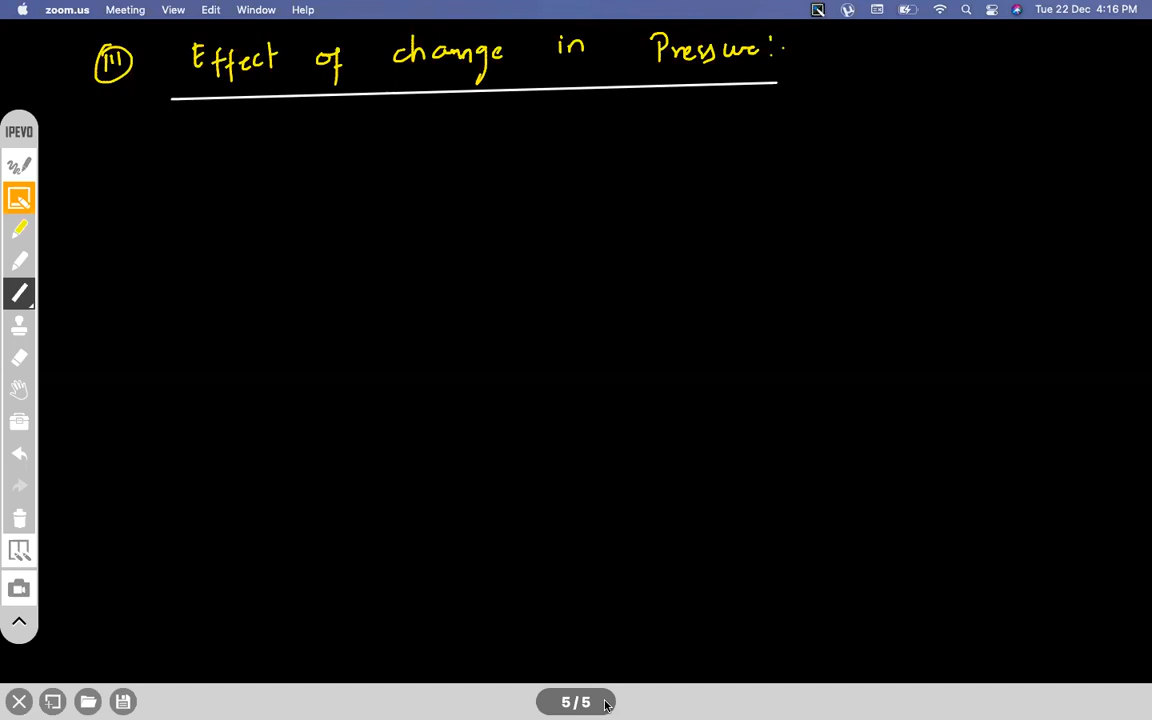 zoom.us Meeting View Edit Window Help Tue 22 Dec 4:16 PM
(III) Effect of change in Pressure :-
IPEVO
5 / 5